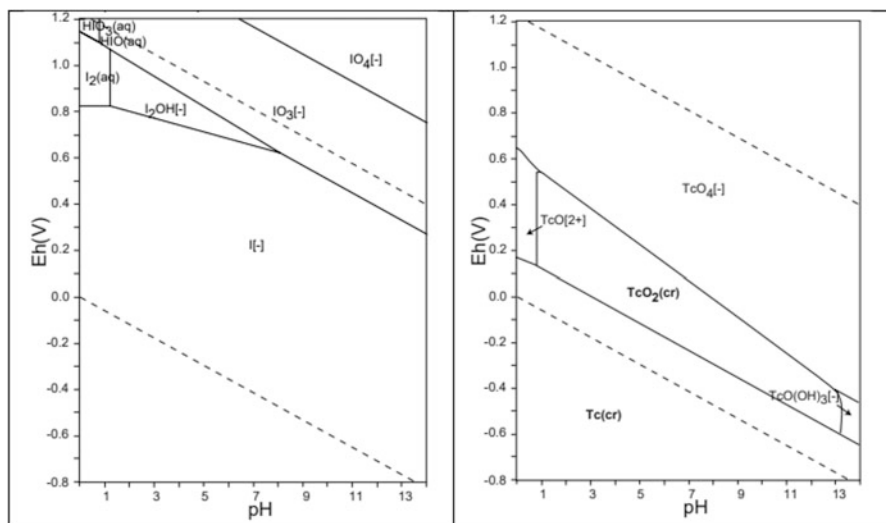 1.2
1.0
0.8
0.6
0.4
0.2
0.0
-0.2
-0.4
-0.6
-0.8
Eh(V)
HIO3(aq)
HIO(aq)
I2(aq)
I2OH[-]
IO3[-]
IO4[-]
I[-]
1 3 5 7 9 11 13
pH
1.2
1.0
0.8
0.6
0.4
0.2
0.0
-0.2
-0.4
-0.6
-0.8
Eh(V)
TcO4[-]
TcO[2+]
TcO2(cr)
TcO(OH)3[-]
Tc(cr)
1 3 5 7 9 11 13
pH